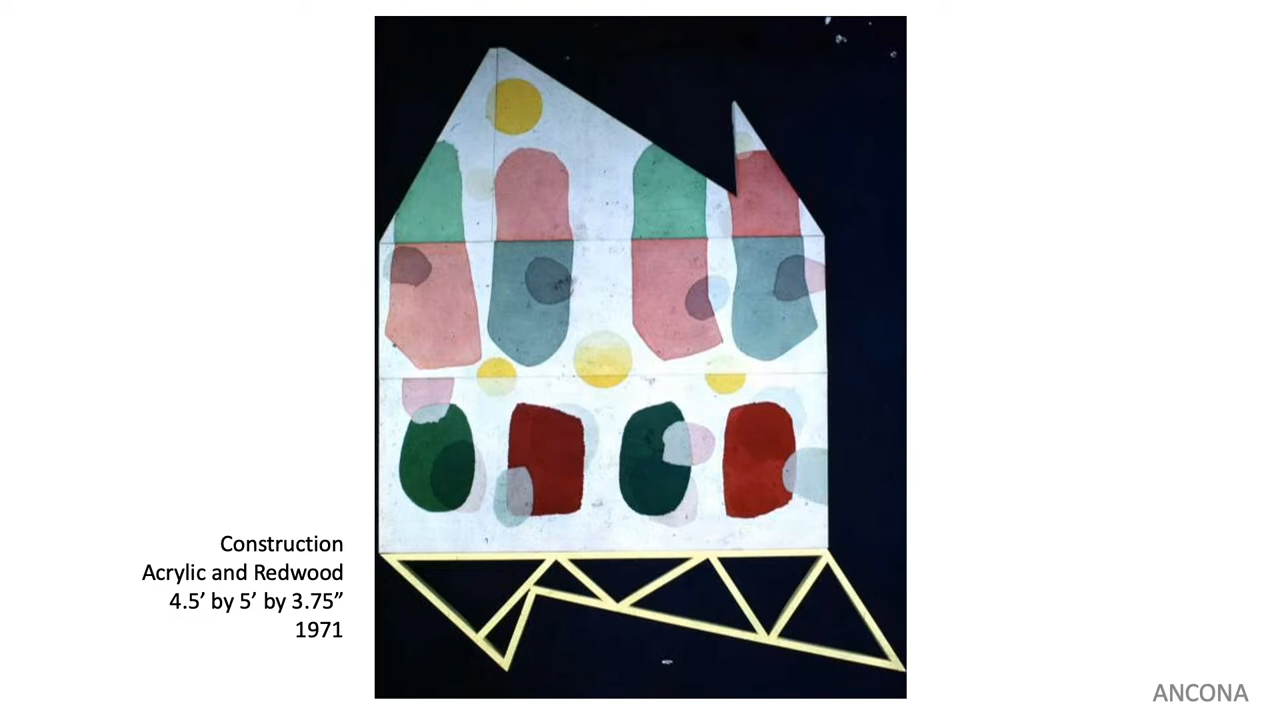 Construction
Acrylic and Redwood
4.5’ by 5’ by 3.75”
1971
ANCONA